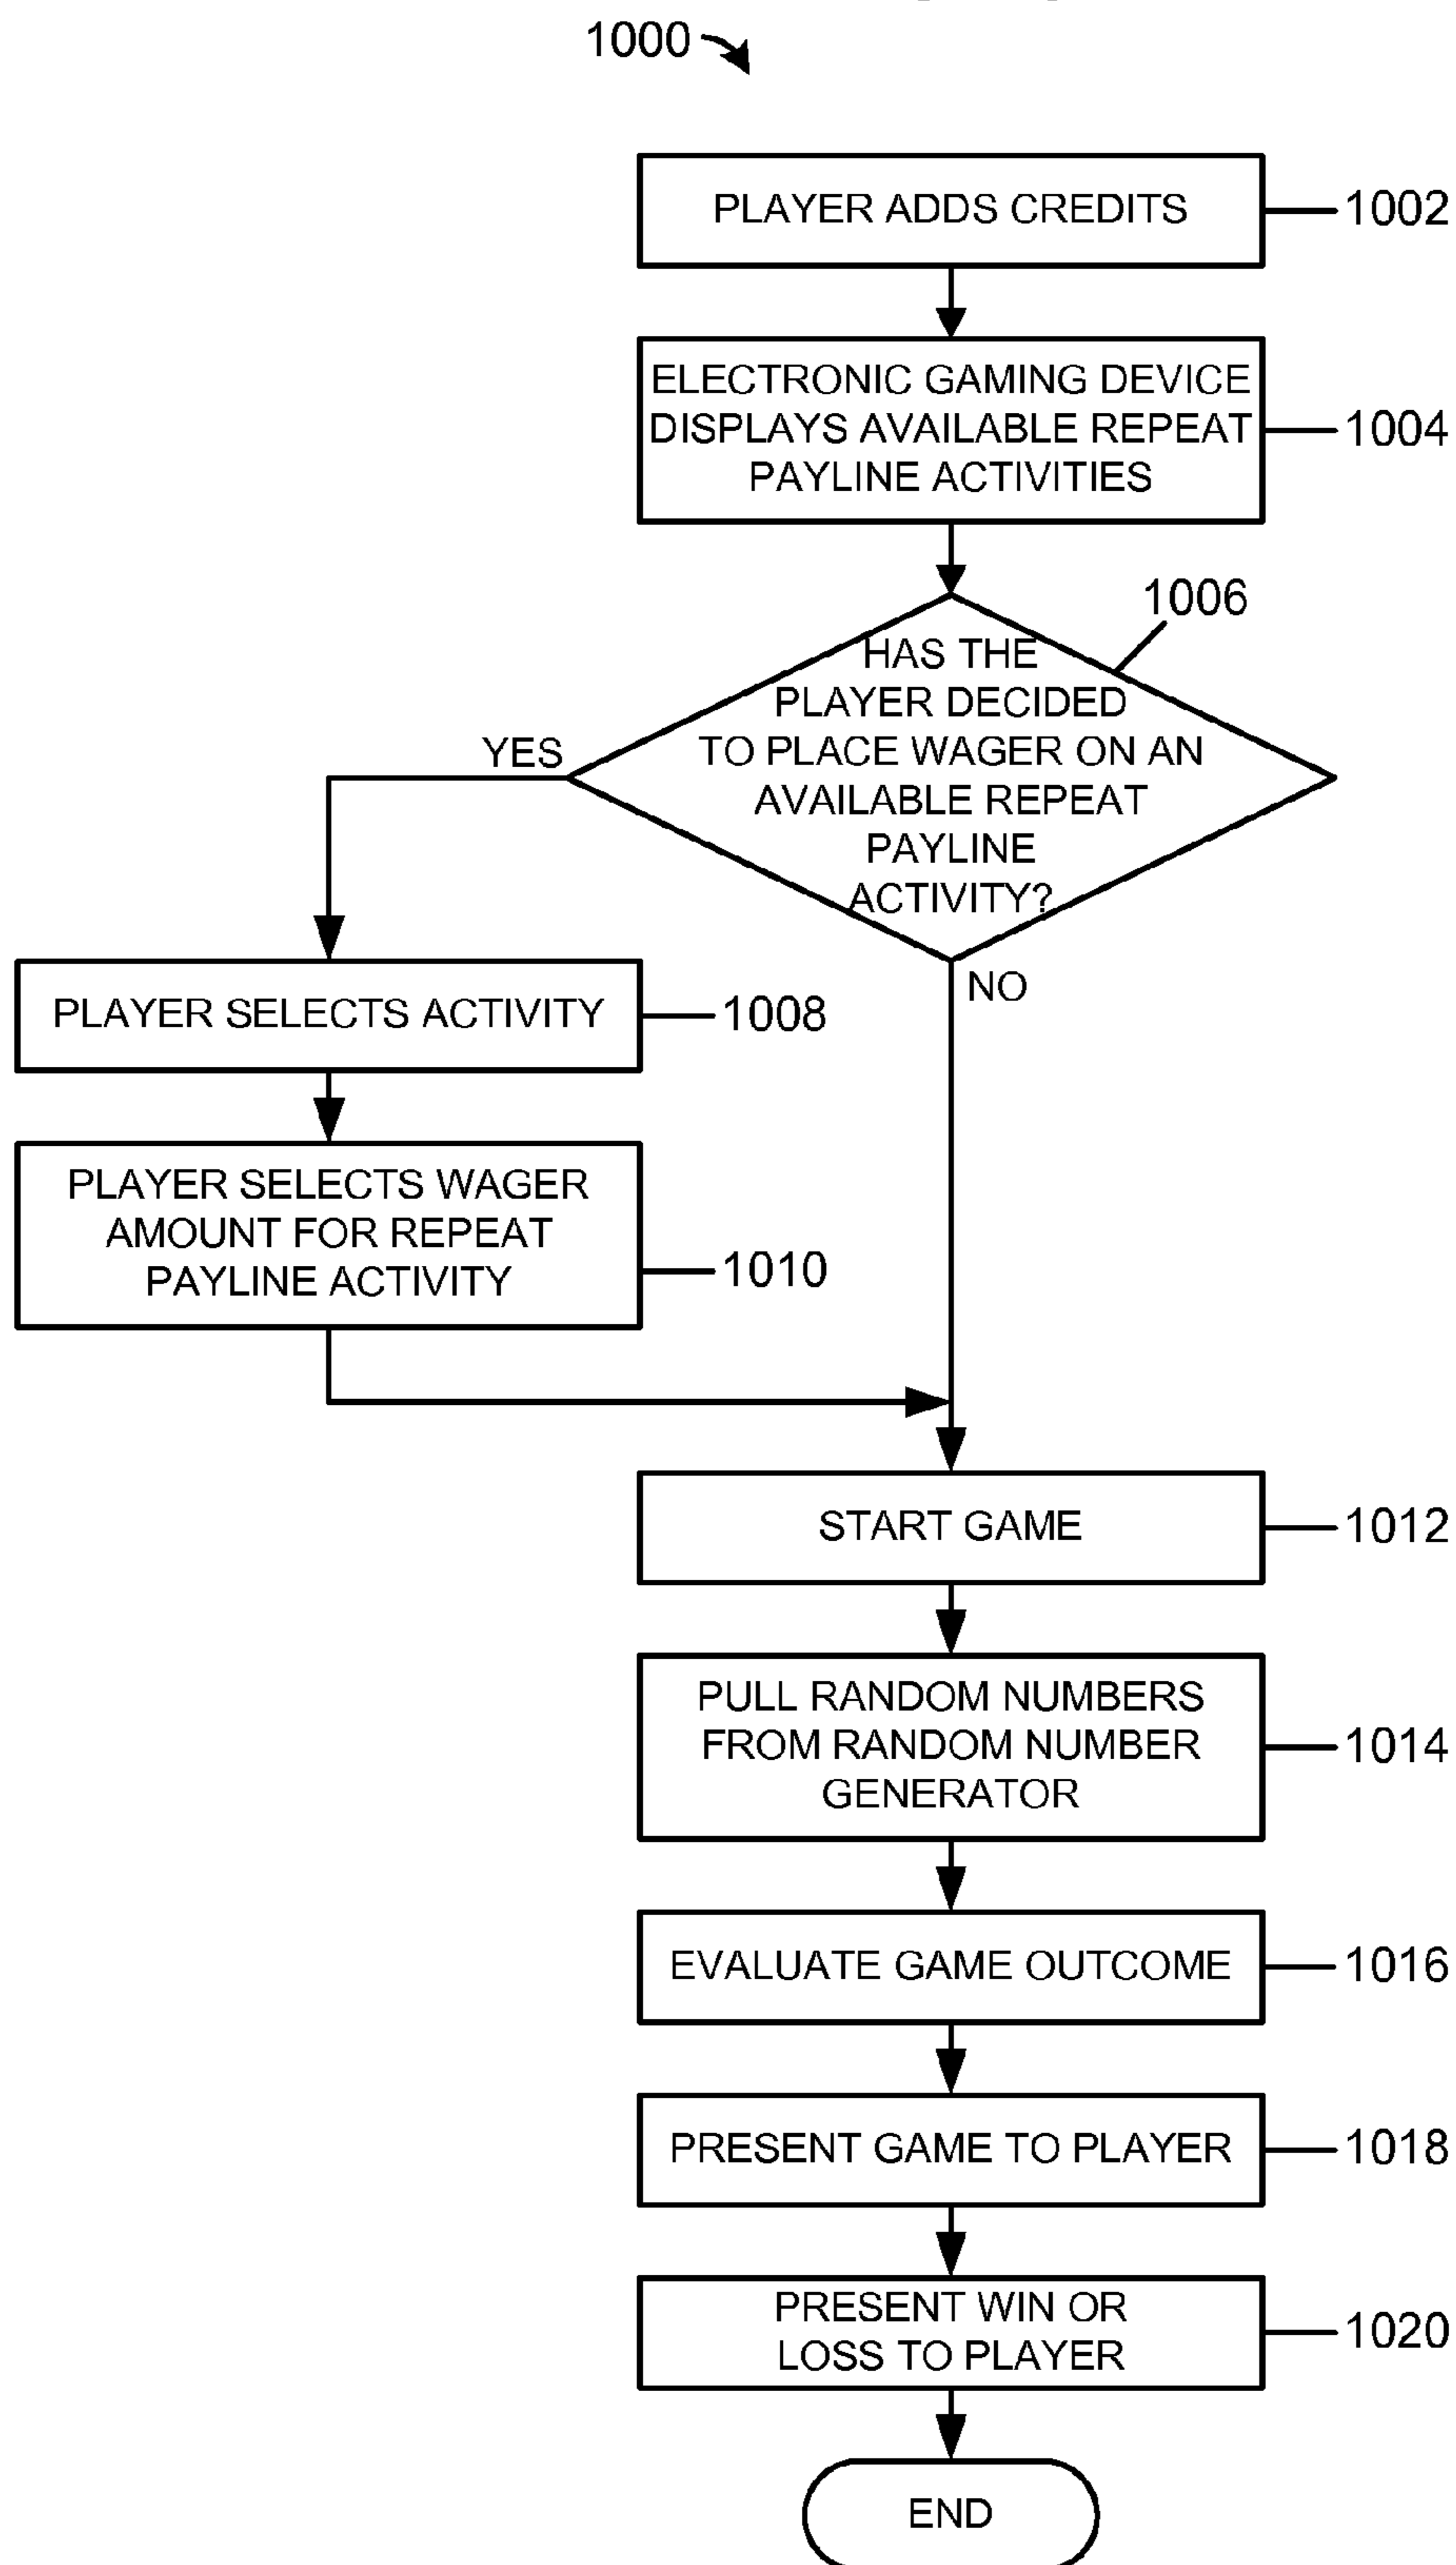 1000
PLAYER ADDS CREDITS
1002
ELECTRONIC GAMING DEVICE
DISPLAYS AVAILABLE REPEAT
PAYLINE ACTIVITIES
1004
1006
HAS THE
PLAYER DECIDED
TO PLACE WAGER ON AN
AVAILABLE REPEAT
PAYLINE
ACTIVITY?
YES
NO
PLAYER SELECTS ACTIVITY
1008
PLAYER SELECTS WAGER
AMOUNT FOR REPEAT
PAYLINE ACTIVITY
1010
START GAME
1012
PULL RANDOM NUMBERS
FROM RANDOM NUMBER
GENERATOR
1014
EVALUATE GAME OUTCOME
1016
PRESENT GAME TO PLAYER
1018
PRESENT WIN OR
LOSS TO PLAYER
1020
END